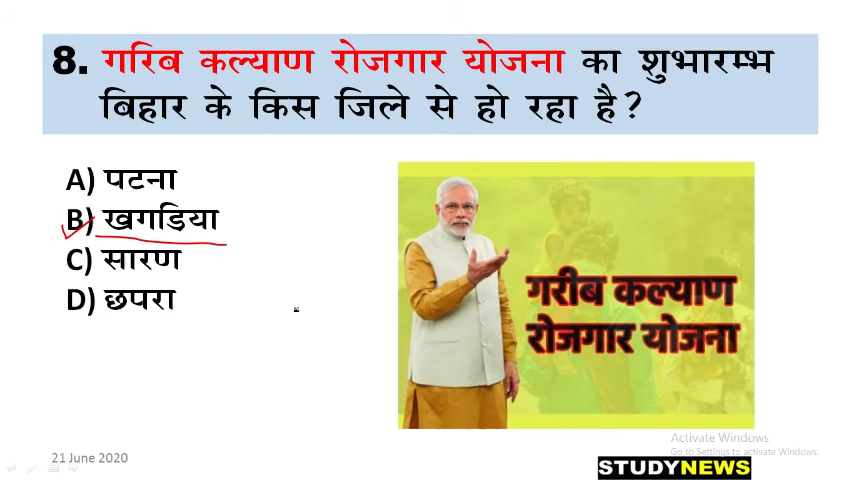 8. गरिब कल्याण रोजगार योजना का शुभारम्भ
बिहार के किस जिले से हो रहा है?
A) पटना
B) खगडिया
C) सारण
D) छपरा
गरीब कल्याण
रोजगार योजना
Activate Windows
Go to Settings to activate Windows.
21 June 2020
STUDYNEWS